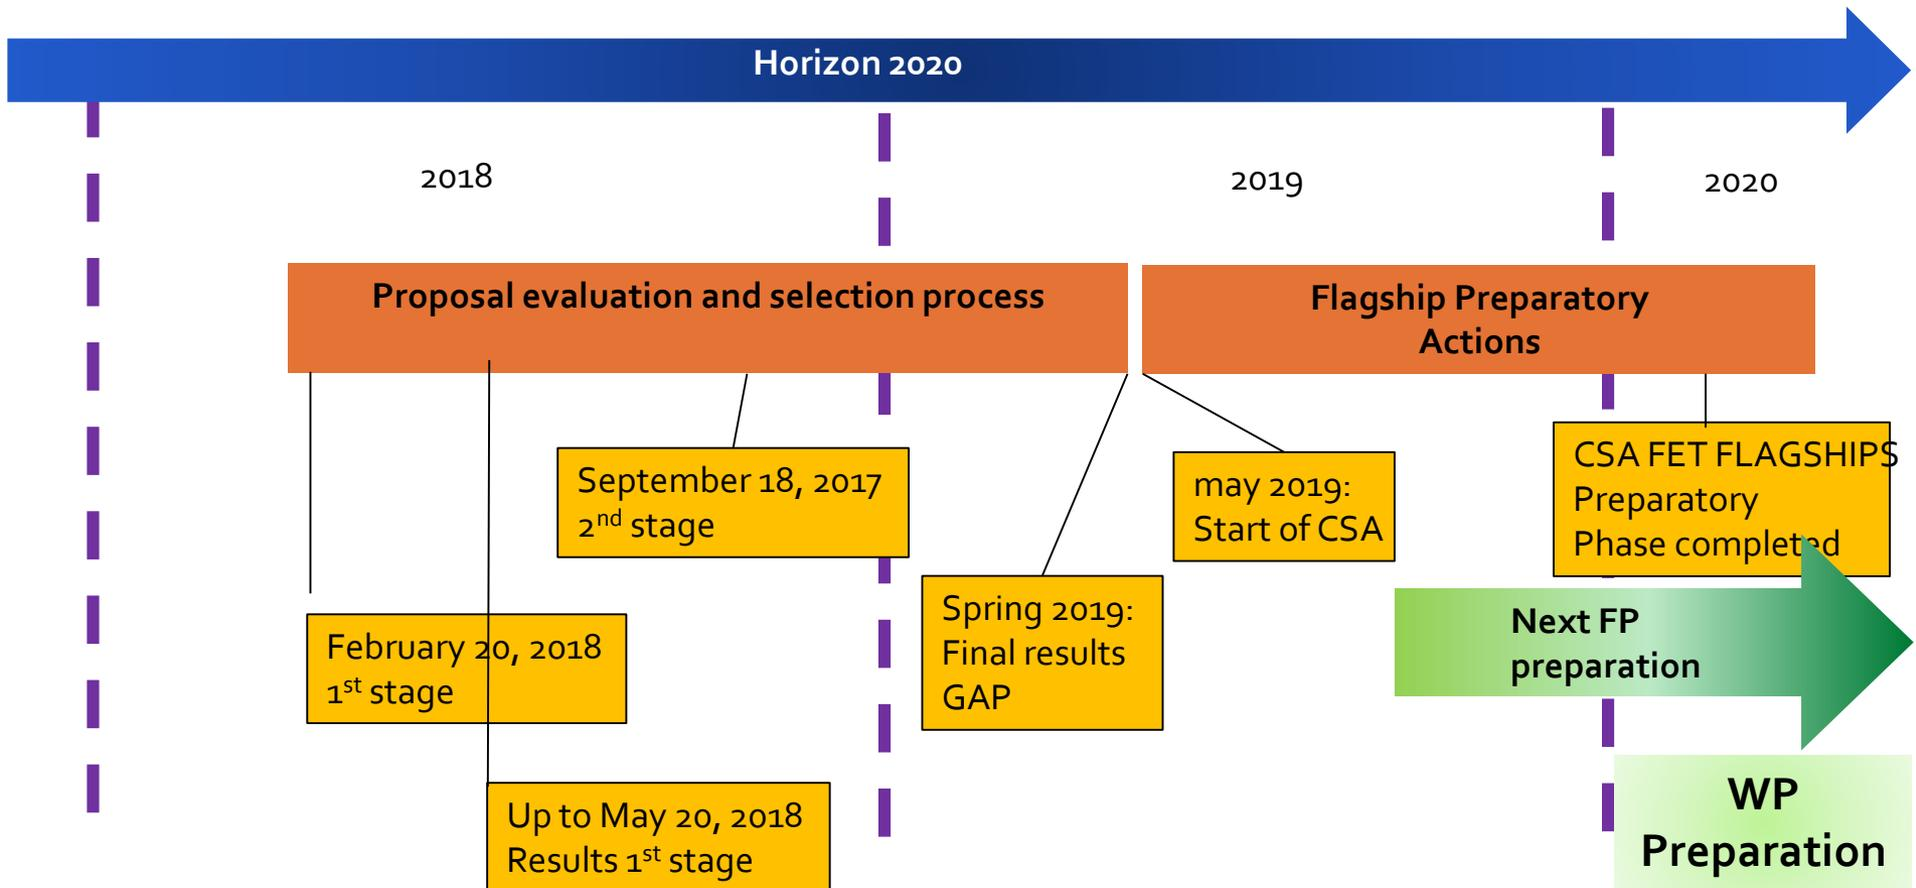 Horizon 2020
2018
2019
2020
Proposal evaluation and selection process
Flagship Preparatory
Actions
September 18, 2017
2nd stage
may 2019:
Start of CSA
CSA FET FLAGSHIPS
Preparatory
Phase completed
February 20, 2018
1st stage
Spring 2019:
Final results
GAP
Next FP
preparation
Up to May 20, 2018
Results 1st stage
WP
Preparation